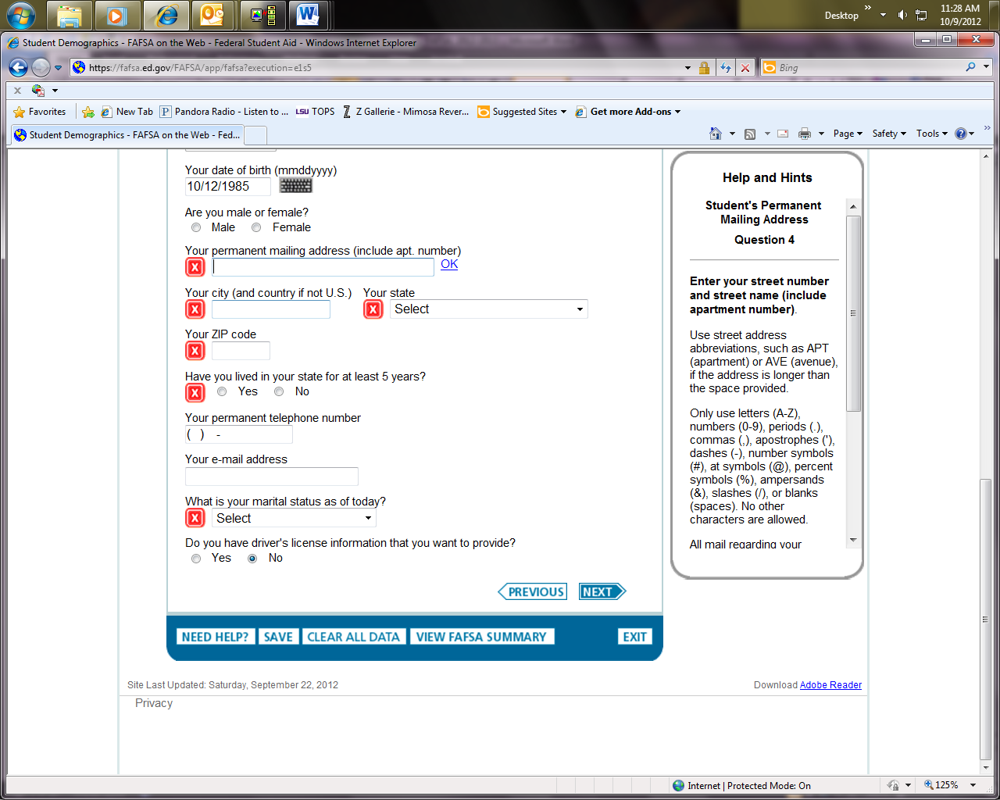 Desktop
11:28 AM
10/9/2012
Student Demographics - FAFSA on the Web - Federal Student Aid - Windows Internet Explorer
https://fafsa.ed.gov/FAFSA/app/fafsa?execution=e1s5
Bing
Favorites New Tab Pandora Radio - Listen to ... LSU TOPS Z Gallerie - Mimosa Rever... Suggested Sites Get more Add-ons
Student Demographics - FAFSA on the Web - Fed... Page Safety Tools
Your date of birth (mmddyyyy)
10/12/1985
Are you male or female?
Male Female
Your permanent mailing address (include apt. number)
X OK
Your city (and country if not U.S.) Your state
X X Select
Your ZIP code
X
Have you lived in your state for at least 5 years?
X Yes No
Your permanent telephone number
( ) -
Your e-mail address
What is your marital status as of today?
X Select
Do you have driver's license information that you want to provide?
Yes No
PREVIOUS NEXT
NEED HELP? SAVE CLEAR ALL DATA VIEW FAFSA SUMMARY EXIT
Help and Hints
Student's Permanent
Mailing Address
Question 4
Enter your street number
and street name (include
apartment number).
Use street address
abbreviations, such as APT
(apartment) or AVE (avenue),
if the address is longer than
the space provided.
Only use letters (A-Z),
numbers (0-9), periods (.),
commas (,), apostrophes ('),
dashes (-), number symbols
(#), at symbols (@), percent
symbols (%), ampersands
(&), slashes (/), or blanks
(spaces). No other
characters are allowed.
All mail regarding your
Site Last Updated: Saturday, September 22, 2012 Download Adobe Reader
Privacy
Internet | Protected Mode: On 125%